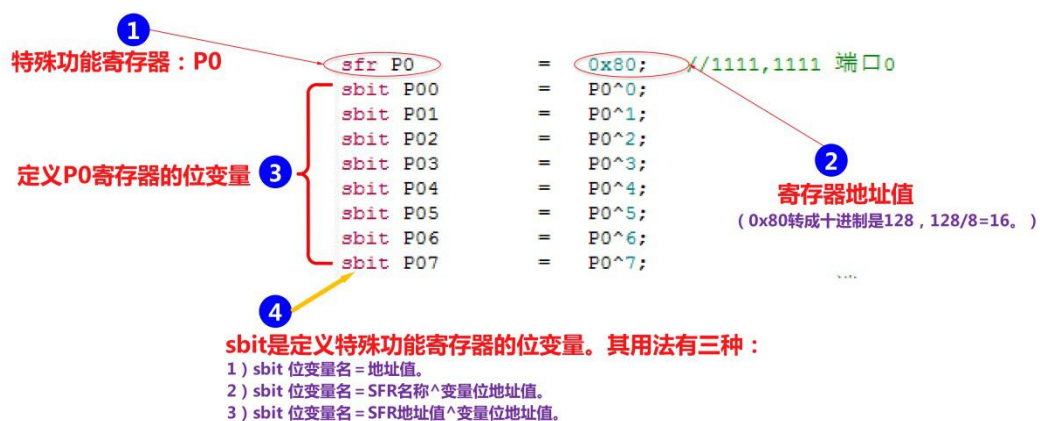 1
特殊功能寄存器：P0
sfr P0 = 0x80; //1111,1111 端口0
sbit P00 = P0^0;
sbit P01 = P0^1;
sbit P02 = P0^2;
sbit P03 = P0^3;
sbit P04 = P0^4;
sbit P05 = P0^5;
sbit P06 = P0^6;
sbit P07 = P0^7;
3
定义P0寄存器的位变量
2
寄存器地址值
（0x80转成十进制是128，128/8=16。）
4
sbit是定义特殊功能寄存器的位变量。其用法有三种：
1）sbit 位变量名＝地址值。
2）sbit 位变量名＝SFR名称^变量位地址值。
3）sbit 位变量名＝SFR地址值^变量位地址值。